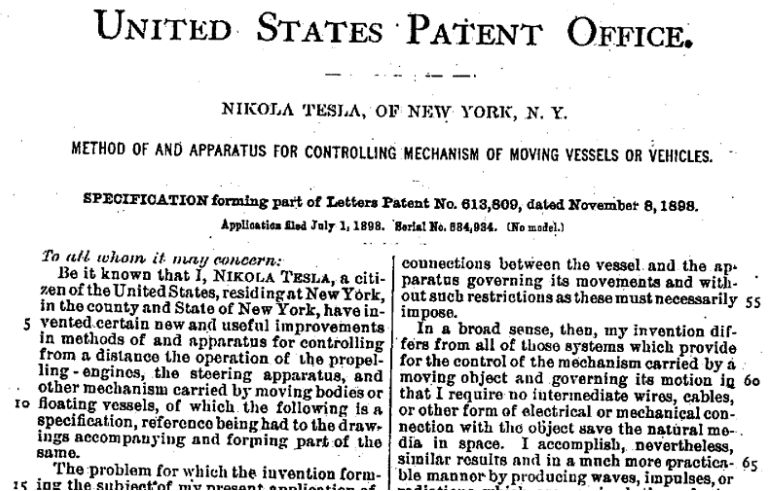 UNITED STATES PATENT OFFICE.
NIKOLA TESLA, OF NEW YORK, N. Y.
METHOD OF AND APPARATUS FOR CONTROLLING MECHANISM OF MOVING VESSELS OR VEHICLES.
SPECIFICATION forming part of Letters Patent No. 613,809, dated November 8, 1898.
Application filed July 1, 1898. Serial No. 684,934. (No model.)
To all whom it may concern:
Be it known that I, NIKOLA TESLA, a citi-
zen of the United States, residing at New York,
in the county and State of New York, have in-
5 vented certain new and useful improvements
in methods of and apparatus for controlling
from a distance the operation of the propel-
ling-engines, the steering apparatus, and
other mechanism carried by moving bodies or
10 floating vessels, of which the following is a
specification, reference being had to the draw-
ings accompanying and forming part of the
same.
The problem for which the invention form-
15 ing the subject of my present application af-
connections between the vessel and the ap-
paratus governing its movements and with-
out such restrictions as these must necessarily 55
impose.
In a broad sense, then, my invention dif-
fers from all of those systems which provide
for the control of the mechanism carried by a
moving object and governing its motion in 60
that I require no intermediate wires, cables,
or other form of electrical or mechanical con-
nection with the object save the natural me-
dia in space. I accomplish, nevertheless,
similar results and in a much more practica- 65
ble manner by producing waves, impulses, or